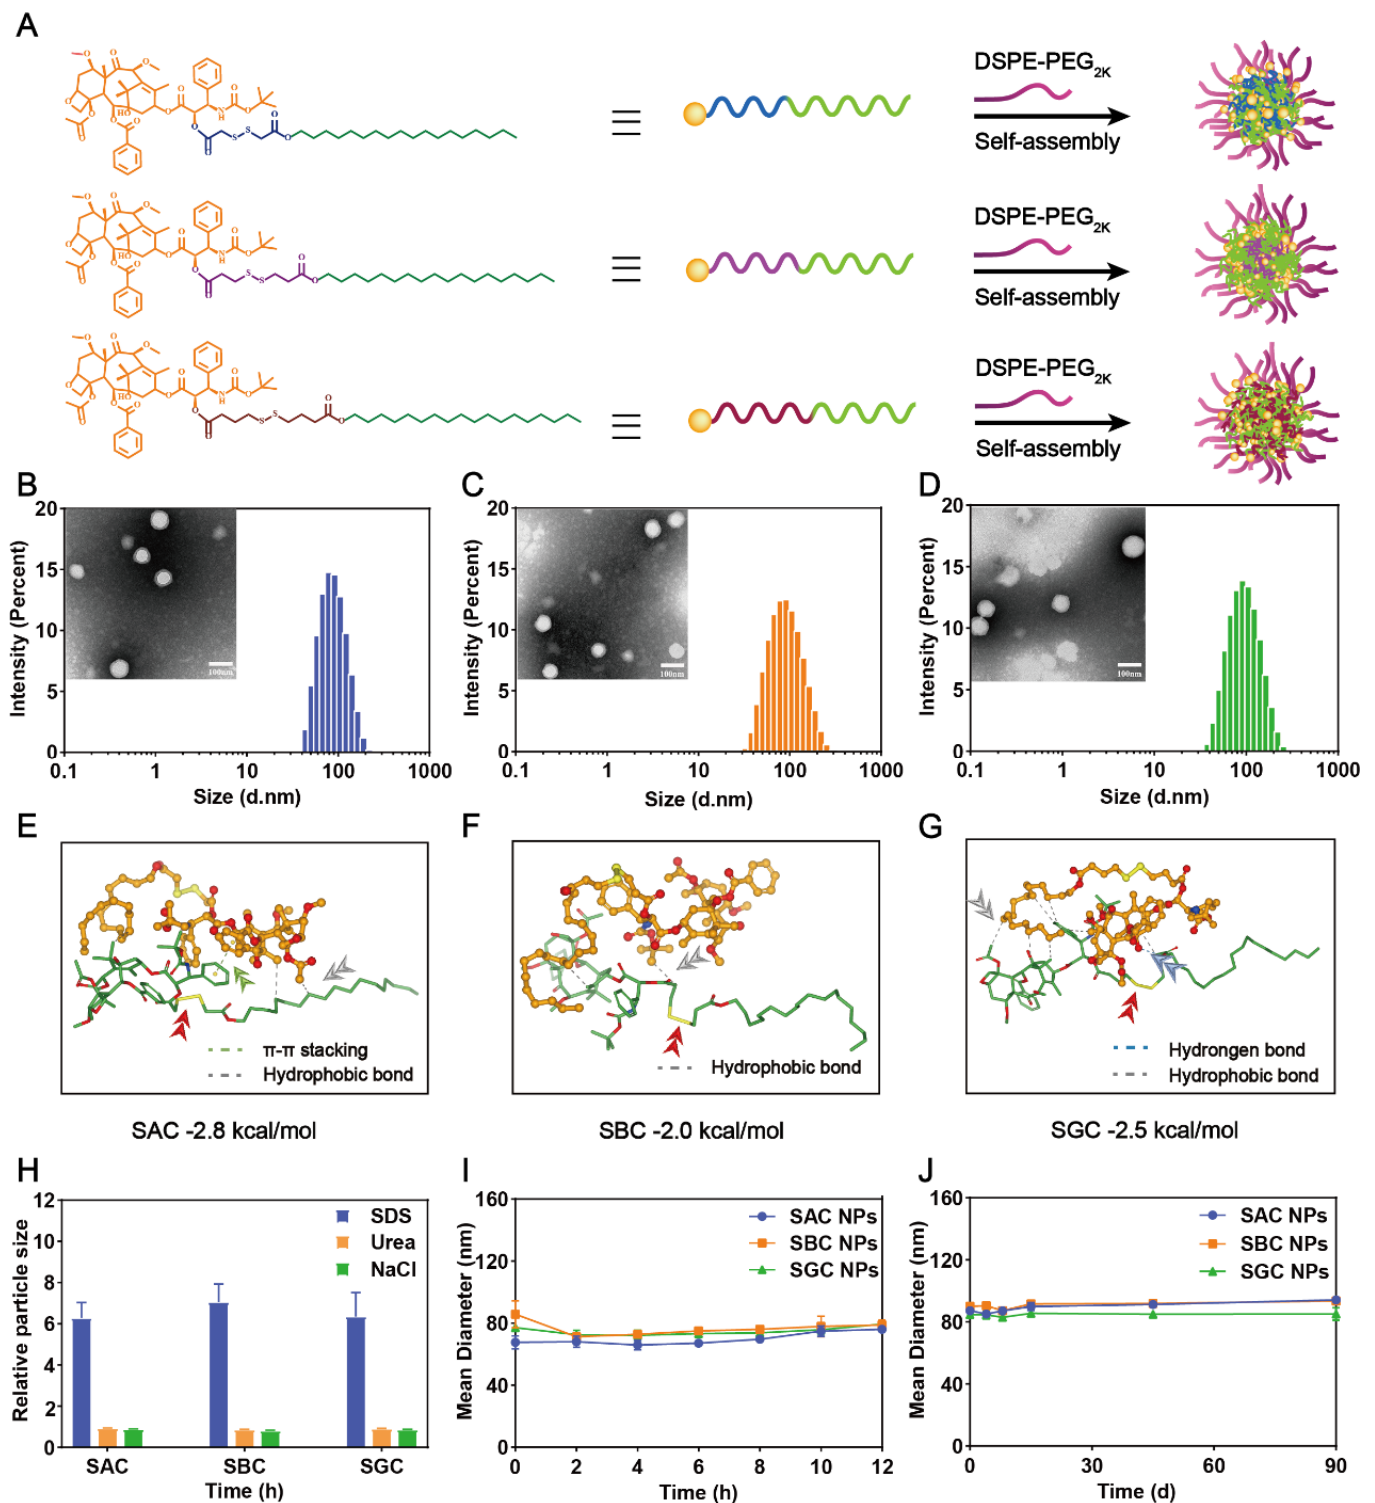 A
DSPE-PEG2K
Self-assembly
DSPE-PEG2K
Self-assembly
DSPE-PEG2K
Self-assembly
B
C
D
Intensity (Percent)
20
15
10
5
0
0.1
1
10
100
1000
Size (d.nm)
100nm
Intensity (Percent)
20
15
10
5
0
0.1
1
10
100
1000
Size (d.nm)
100nm
Intensity (Percent)
20
15
10
5
0
0.1
1
10
100
1000
Size (d.nm)
100nm
E
π-π stacking
Hydrophobic bond
SAC -2.8 kcal/mol
F
Hydrophobic bond
SBC -2.0 kcal/mol
G
Hydrongen bond
Hydrophobic bond
SGC -2.5 kcal/mol
H
Relative particle size
12
10
8
6
4
2
0
SDS
Urea
NaCl
SAC
SBC
SGC
Time (h)
I
Mean Diameter (nm)
160
120
80
40
0
SAC NPs
SBC NPs
SGC NPs
0
2
4
6
8
10
12
Time (h)
J
Mean Diameter (nm)
160
120
80
40
0
SAC NPs
SBC NPs
SGC NPs
0
30
60
90
Time (d)